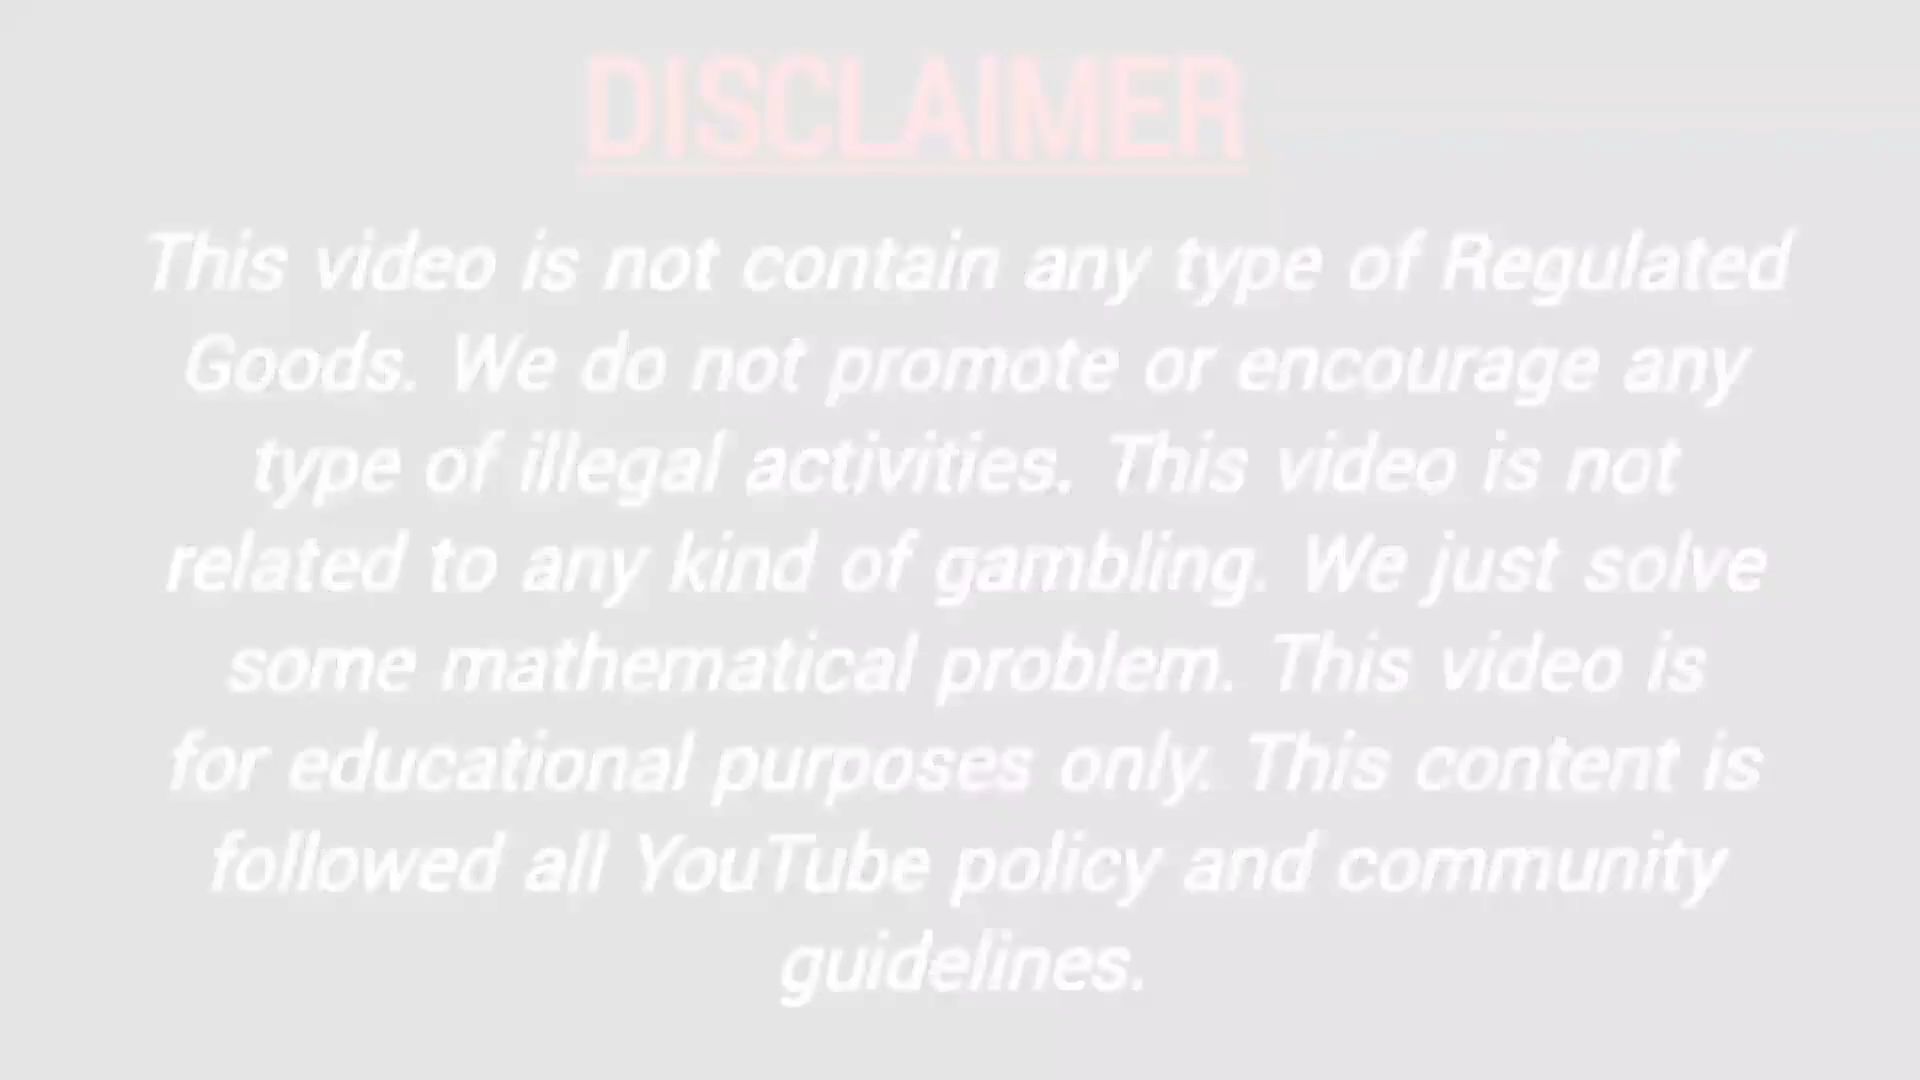 DISCLAIMER
This video is not contain any type of Regulated
Goods. We do not promote or encourage any
type of illegal activities. This video is not
related to any kind of gambling. We just solve
some mathematical problem. This video is
for educational purposes only. This content is
followed all YouTube policy and community
guidelines.